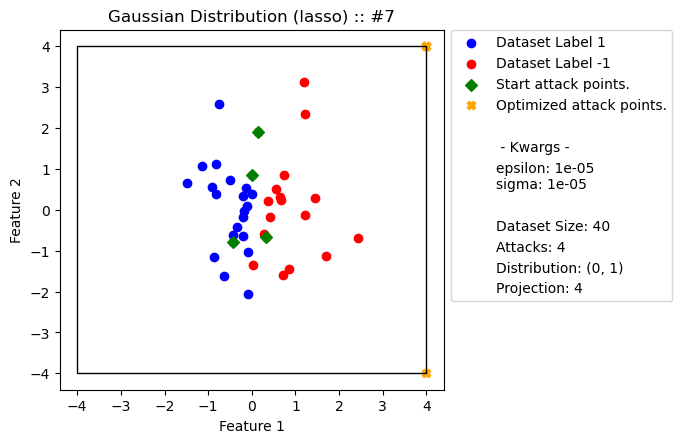 Gaussian Distribution (lasso) :: #7
Feature 2
4
3
2
1
0
−1
−2
−3
−4
−4 −3 −2 −1 0 1 2 3 4
Feature 1
Dataset Label 1
Dataset Label -1
Start attack points.
Optimized attack points.
- Kwargs -
epsilon: 1e-05
sigma: 1e-05
Dataset Size: 40
Attacks: 4
Distribution: (0, 1)
Projection: 4